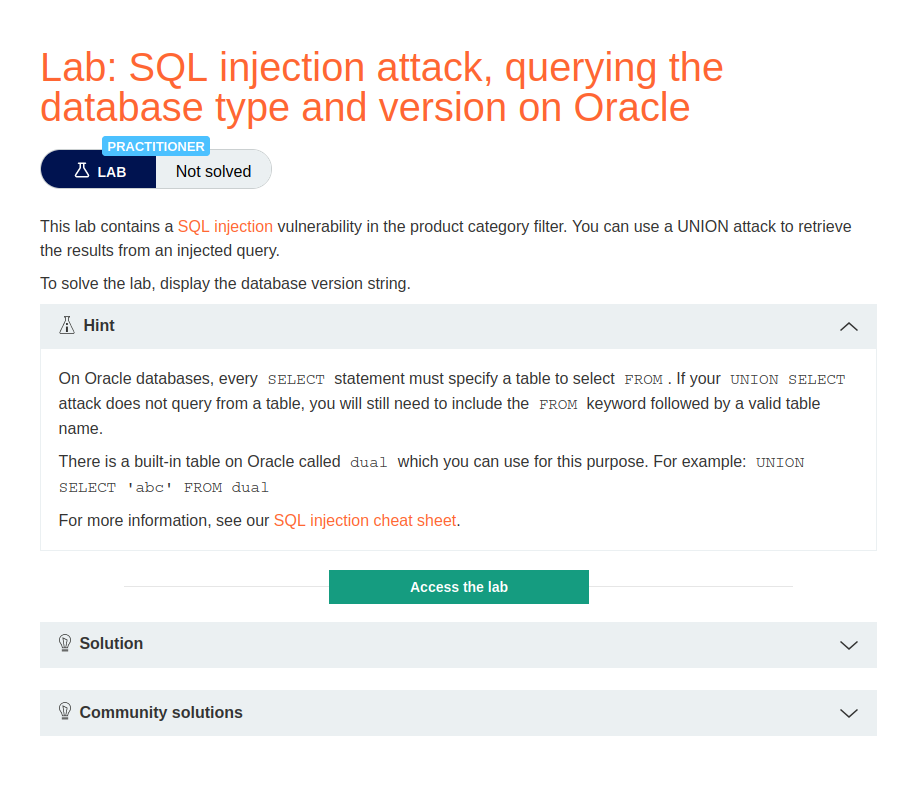 Lab: SQL injection attack, querying the
database type and version on Oracle
PRACTITIONER
LAB
Not solved
This lab contains a SQL injection vulnerability in the product category filter. You can use a UNION attack to retrieve
the results from an injected query.
To solve the lab, display the database version string.
Hint
On Oracle databases, every SELECT statement must specify a table to select FROM . If your UNION SELECT
attack does not query from a table, you will still need to include the FROM keyword followed by a valid table
name.
There is a built-in table on Oracle called dual which you can use for this purpose. For example: UNION
SELECT 'abc' FROM dual
For more information, see our SQL injection cheat sheet.
Access the lab
Solution
Community solutions